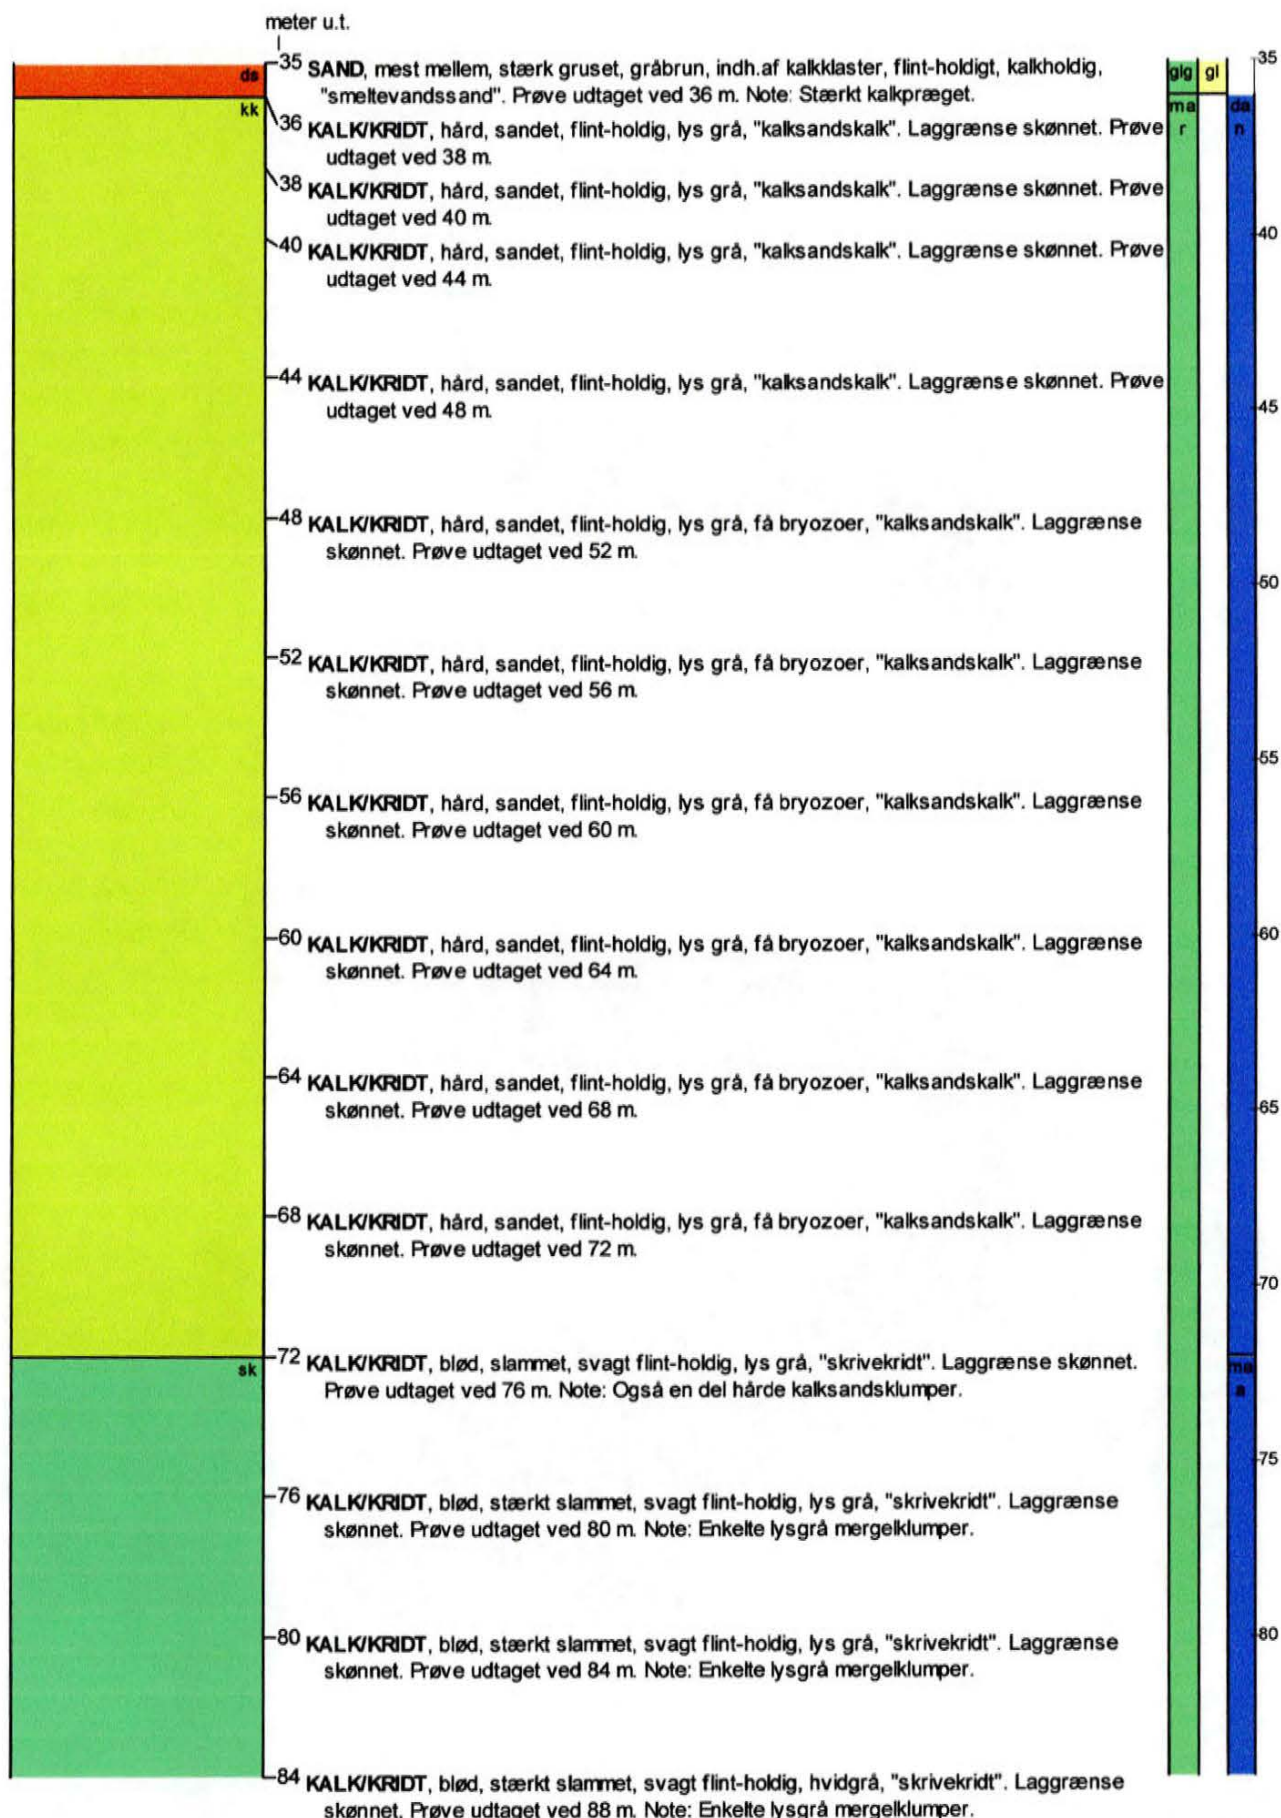 meter u.t.
35
ds
35 SAND, mest mellem, stærk gruset, gråbrun, indh.af kalkklaster, flint-holdigt, kalkholdig,
"smeltevandssand". Prøve udtaget ved 36 m. Note: Stærkt kalkpræget.
glg gl
kk
36 KALK/KRIDT, hård, sandet, flint-holdig, lys grå, "kalksandskalk". Laggrænse skønnet. Prøve
udtaget ved 38 m.
ma
r
da
n
38 KALK/KRIDT, hård, sandet, flint-holdig, lys grå, "kalksandskalk". Laggrænse skønnet. Prøve
udtaget ved 40 m.
40 KALK/KRIDT, hård, sandet, flint-holdig, lys grå, "kalksandskalk". Laggrænse skønnet. Prøve
udtaget ved 44 m.
40
44 KALK/KRIDT, hård, sandet, flint-holdig, lys grå, "kalksandskalk". Laggrænse skønnet. Prøve
udtaget ved 48 m.
45
48 KALK/KRIDT, hård, sandet, flint-holdig, lys grå, få bryozoer, "kalksandskalk". Laggrænse
skønnet. Prøve udtaget ved 52 m.
50
52 KALK/KRIDT, hård, sandet, flint-holdig, lys grå, få bryozoer, "kalksandskalk". Laggrænse
skønnet. Prøve udtaget ved 56 m.
55
56 KALK/KRIDT, hård, sandet, flint-holdig, lys grå, få bryozoer, "kalksandskalk". Laggrænse
skønnet. Prøve udtaget ved 60 m.
60 KALK/KRIDT, hård, sandet, flint-holdig, lys grå, få bryozoer, "kalksandskalk". Laggrænse
skønnet. Prøve udtaget ved 64 m.
60
64 KALK/KRIDT, hård, sandet, flint-holdig, lys grå, få bryozoer, "kalksandskalk". Laggrænse
skønnet. Prøve udtaget ved 68 m.
65
68 KALK/KRIDT, hård, sandet, flint-holdig, lys grå, få bryozoer, "kalksandskalk". Laggrænse
skønnet. Prøve udtaget ved 72 m.
70
sk
72 KALK/KRIDT, blød, slammet, svagt flint-holdig, lys grå, "skrivekridt". Laggrænse skønnet.
Prøve udtaget ved 76 m. Note: Også en del hårde kalksandsklumper.
ma
a
75
76 KALK/KRIDT, blød, stærkt slammet, svagt flint-holdig, lys grå, "skrivekridt". Laggrænse
skønnet. Prøve udtaget ved 80 m. Note: Enkelte lysgrå mergelklumper.
80 KALK/KRIDT, blød, stærkt slammet, svagt flint-holdig, lys grå, "skrivekridt". Laggrænse
skønnet. Prøve udtaget ved 84 m. Note: Enkelte lysgrå mergelklumper.
80
84 KALK/KRIDT, blød, stærkt slammet, svagt flint-holdig, hvidgrå, "skrivekridt". Laggrænse
skønnet. Prøve udtaget ved 88 m. Note: Enkelte lysgrå mergelklumper.